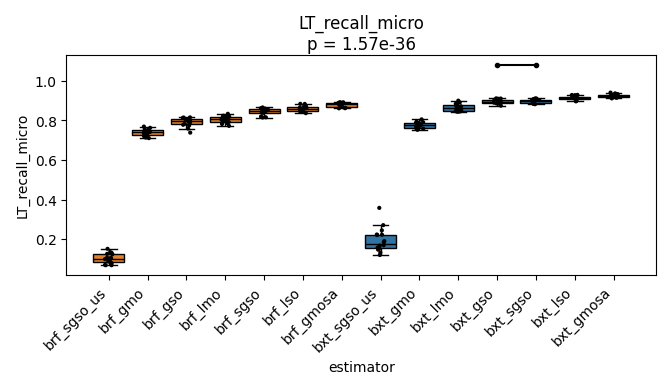 LT_recall_micro
p = 1.57e-36
LT_recall_micro
1.0
0.8
0.6
0.4
0.2
brf_sgso_us
brf_gmo
brf_gso
brf_lmo
brf_sgso
brf_lso
brf_gmosa
bxt_sgso_us
bxt_gmo
bxt_lmo
bxt_gso
bxt_sgso
bxt_lso
bxt_gmosa
estimator